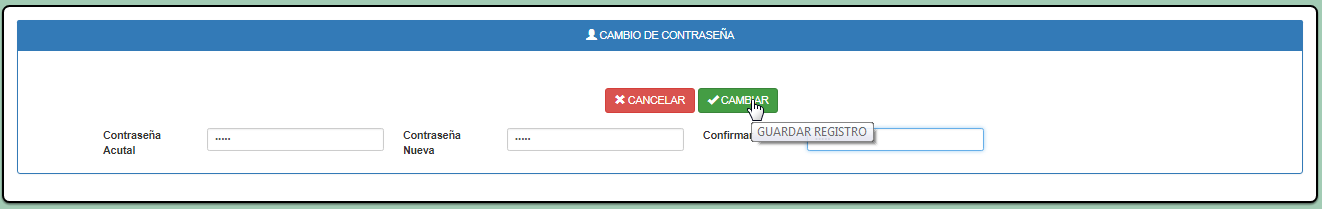 CAMBIO DE CONTRASEÑA
CANCELAR CAMBIAR
Contraseña Acutal ····· Contraseña Nueva ····· Confirmar
GUARDAR REGISTRO